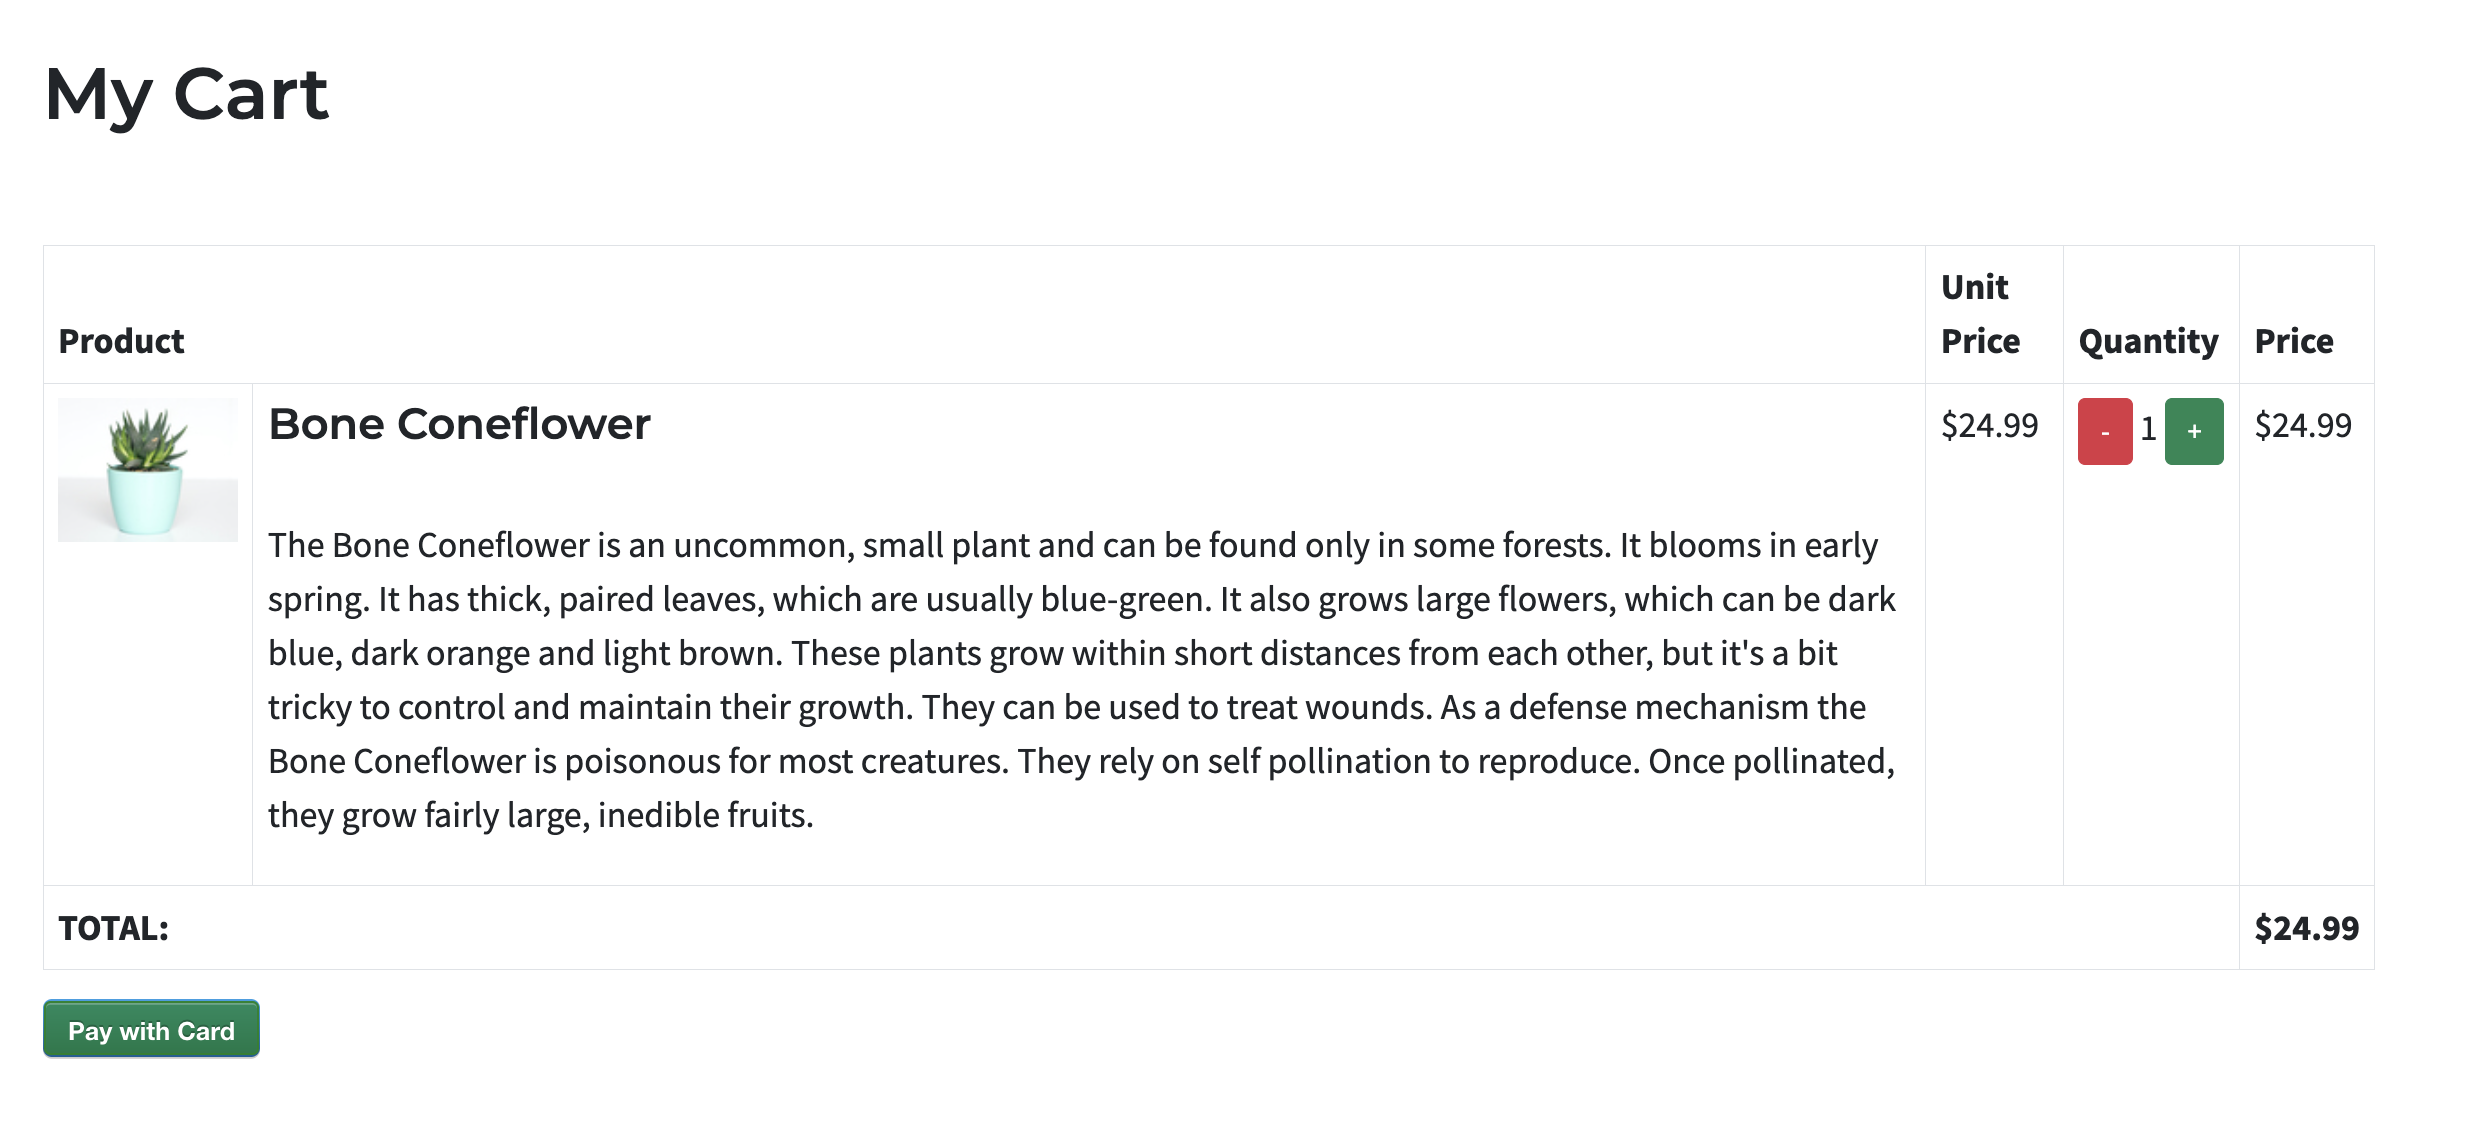 My Cart
Product
Unit
Price
Quantity
Price
Bone Coneflower
$24.99
- 1 +
$24.99
The Bone Coneflower is an uncommon, small plant and can be found only in some forests. It blooms in early
spring. It has thick, paired leaves, which are usually blue-green. It also grows large flowers, which can be dark
blue, dark orange and light brown. These plants grow within short distances from each other, but it's a bit
tricky to control and maintain their growth. They can be used to treat wounds. As a defense mechanism the
Bone Coneflower is poisonous for most creatures. They rely on self pollination to reproduce. Once pollinated,
they grow fairly large, inedible fruits.
TOTAL:
$24.99
Pay with Card